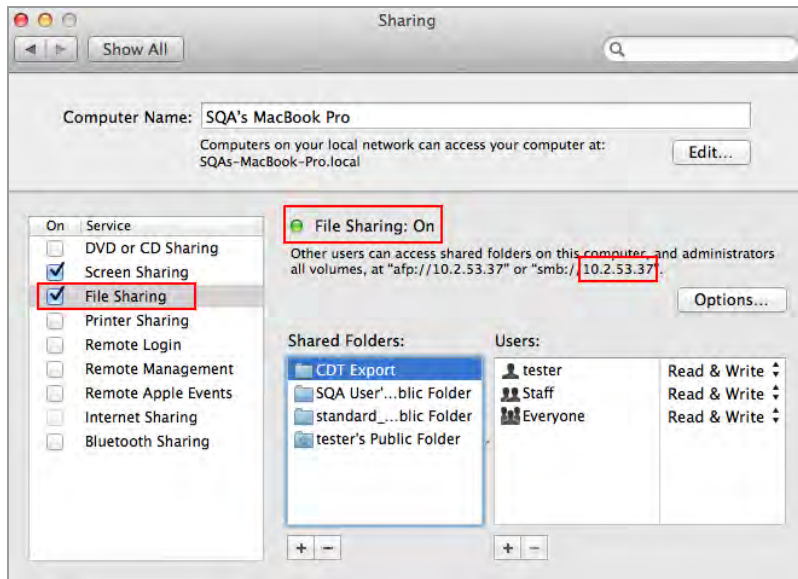 Sharing
Show All
Computer Name: SQA's MacBook Pro
Computers on your local network can access your computer at:
SQAs-MacBook-Pro.local
Edit...
On Service
DVD or CD Sharing
Screen Sharing
File Sharing
Printer Sharing
Remote Login
Remote Management
Remote Apple Events
Internet Sharing
Bluetooth Sharing
File Sharing: On
Other users can access shared folders on this computer, and administrators
all volumes, at "afp://10.2.53.37" or "smb://10.2.53.37".
Options...
Shared Folders:
CDT Export
SQA User'...blic Folder
standard_...blic Folder
tester's Public Folder
Users:
tester Read & Write
Staff Read & Write
Everyone Read & Write
+ −
+ −